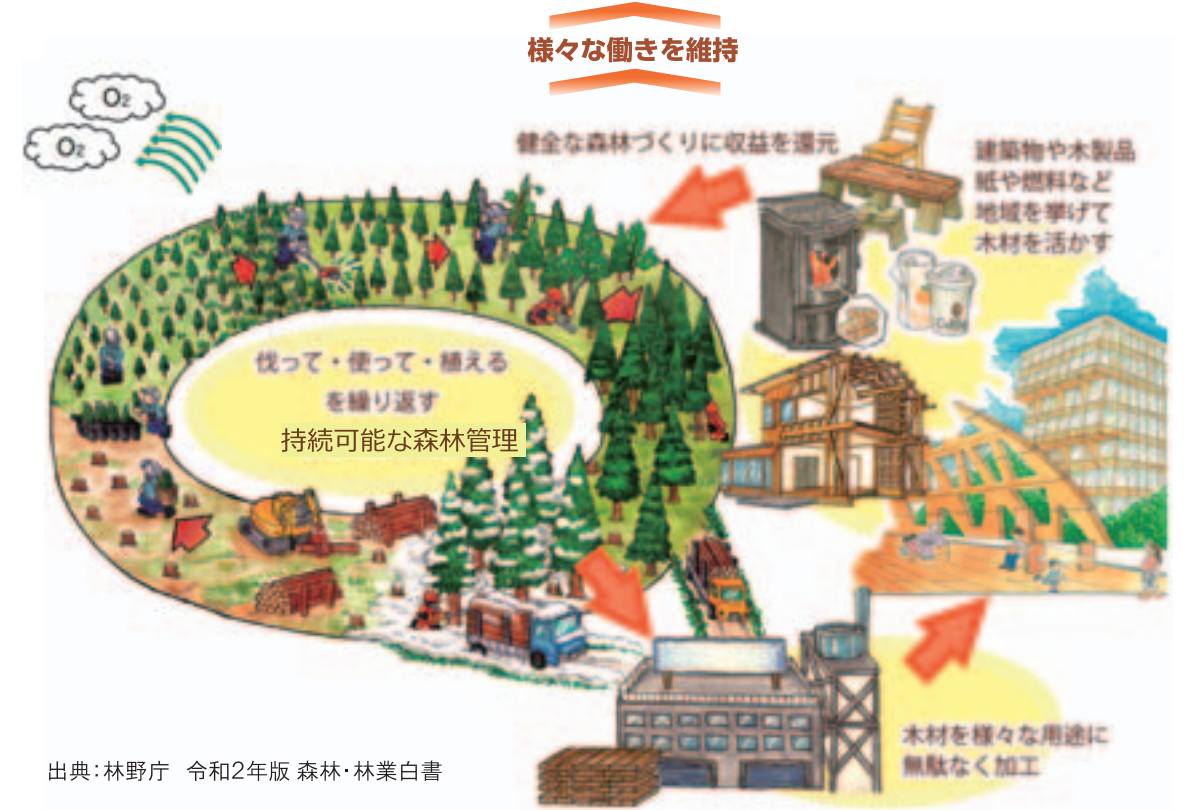 様々な働きを維持
O₂
O₂
健全な森林づくりに収益を還元
建築物や木製品
紙や燃料など
地域を挙げて
木材を活かす
伐って・使って・植える
を繰り返す
持続可能な森林管理
木材を様々な用途に
無駄なく加工
出典：林野庁 令和2年版 森林・林業白書